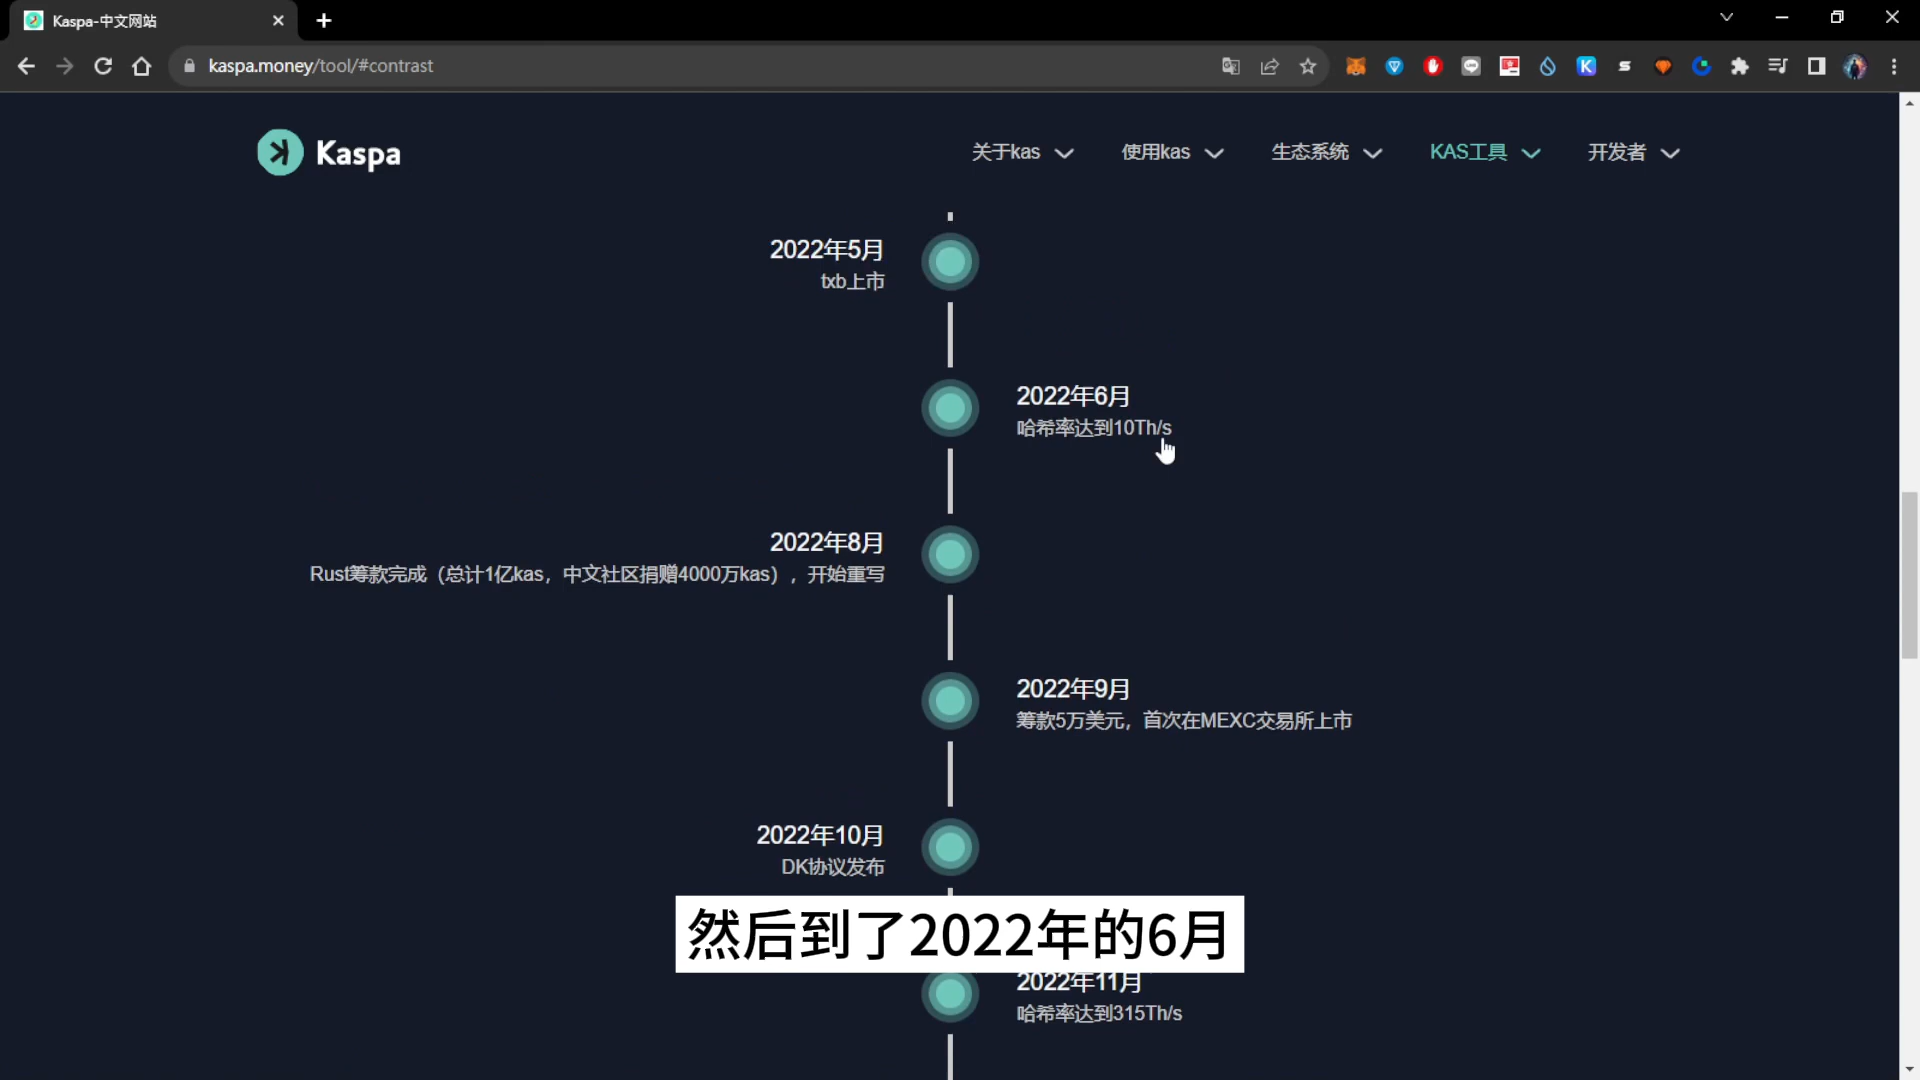 Kaspa-中文网站
kaspa.money/tool/#contrast
Kaspa
关于kas
使用kas
生态系统
KAS工具
开发者
2022年5月
txb上市
2022年6月
哈希率达到10Th/s
2022年8月
Rust筹款完成（总计1亿kas，中文社区捐赠4000万kas），开始重写
2022年9月
筹款5万美元，首次在MEXC交易所上市
2022年10月
DK协议发布
然后到了2022年的6月
2022年11月
哈希率达到315Th/s